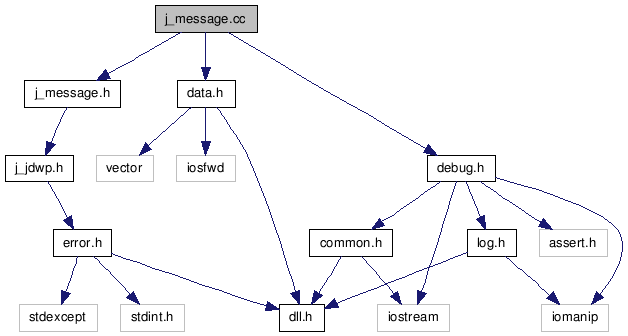 j_message.cc
j_message.h
data.h
j_jdwp.h
vector
iosfwd
debug.h
error.h
common.h
log.h
assert.h
stdexcept
stdint.h
dll.h
iostream
iomanip